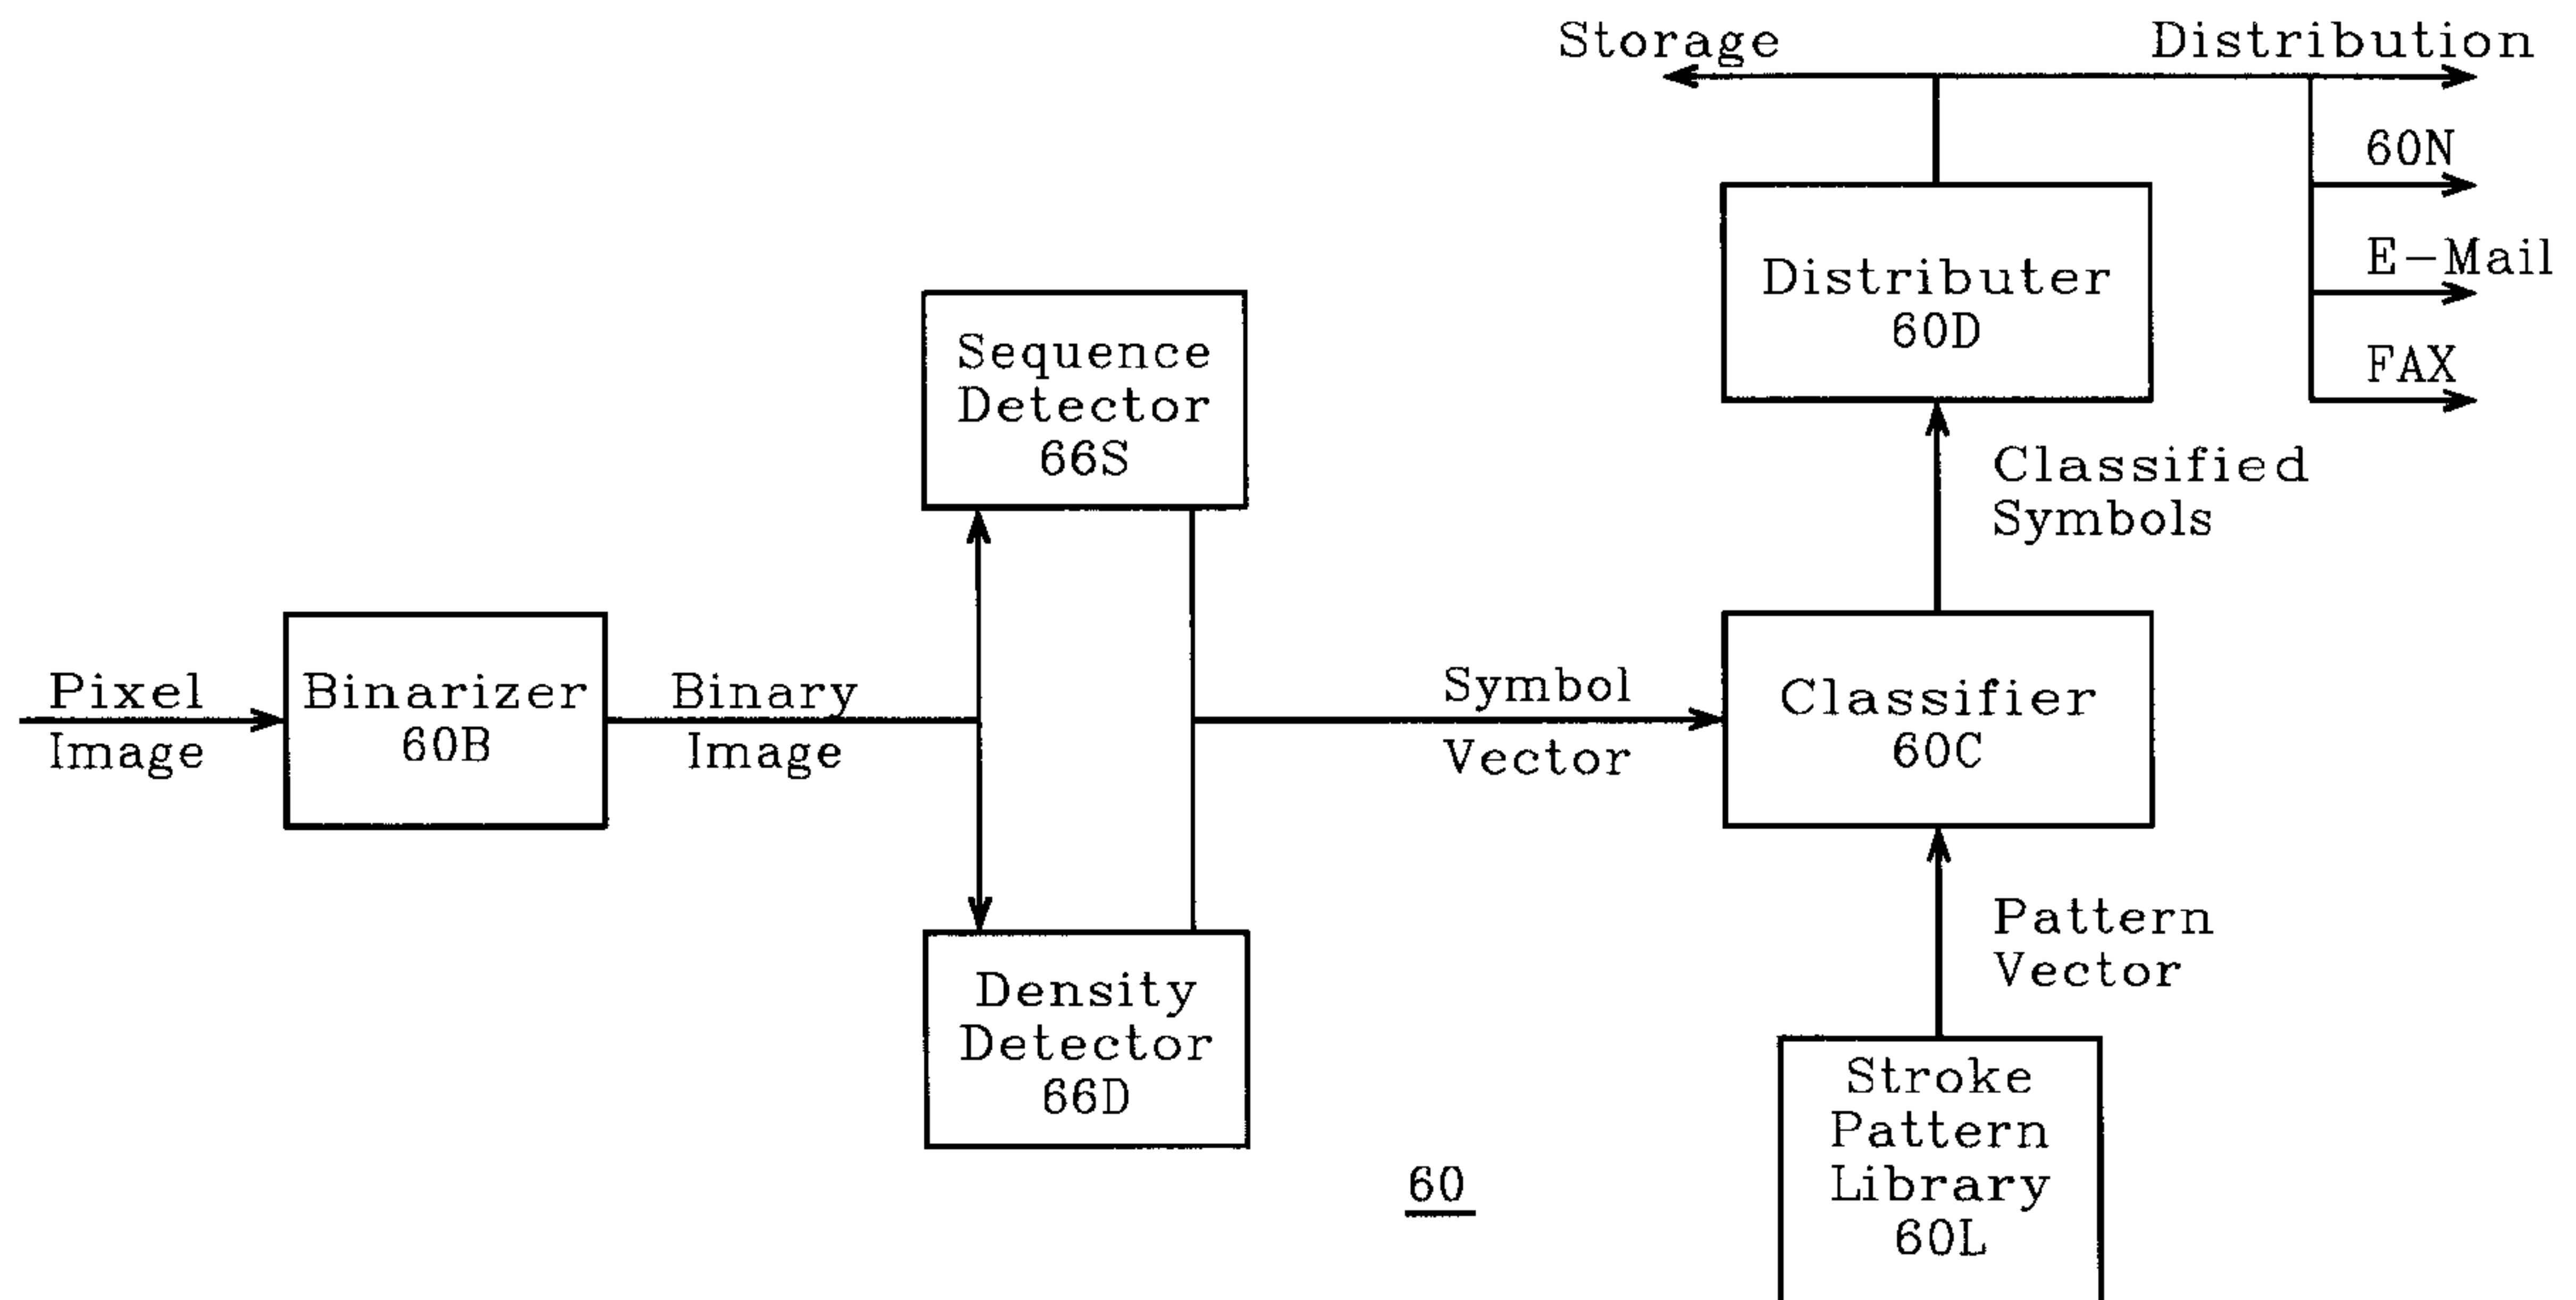 Storage
Distribution
60N
E-Mail
FAX
Distributer
60D
Classified
Symbols
Sequence
Detector
66S
Pixel
Image
Binarizer
60B
Binary
Image
Symbol
Vector
Classifier
60C
Pattern
Vector
Density
Detector
66D
Stroke
Pattern
Library
60L
60